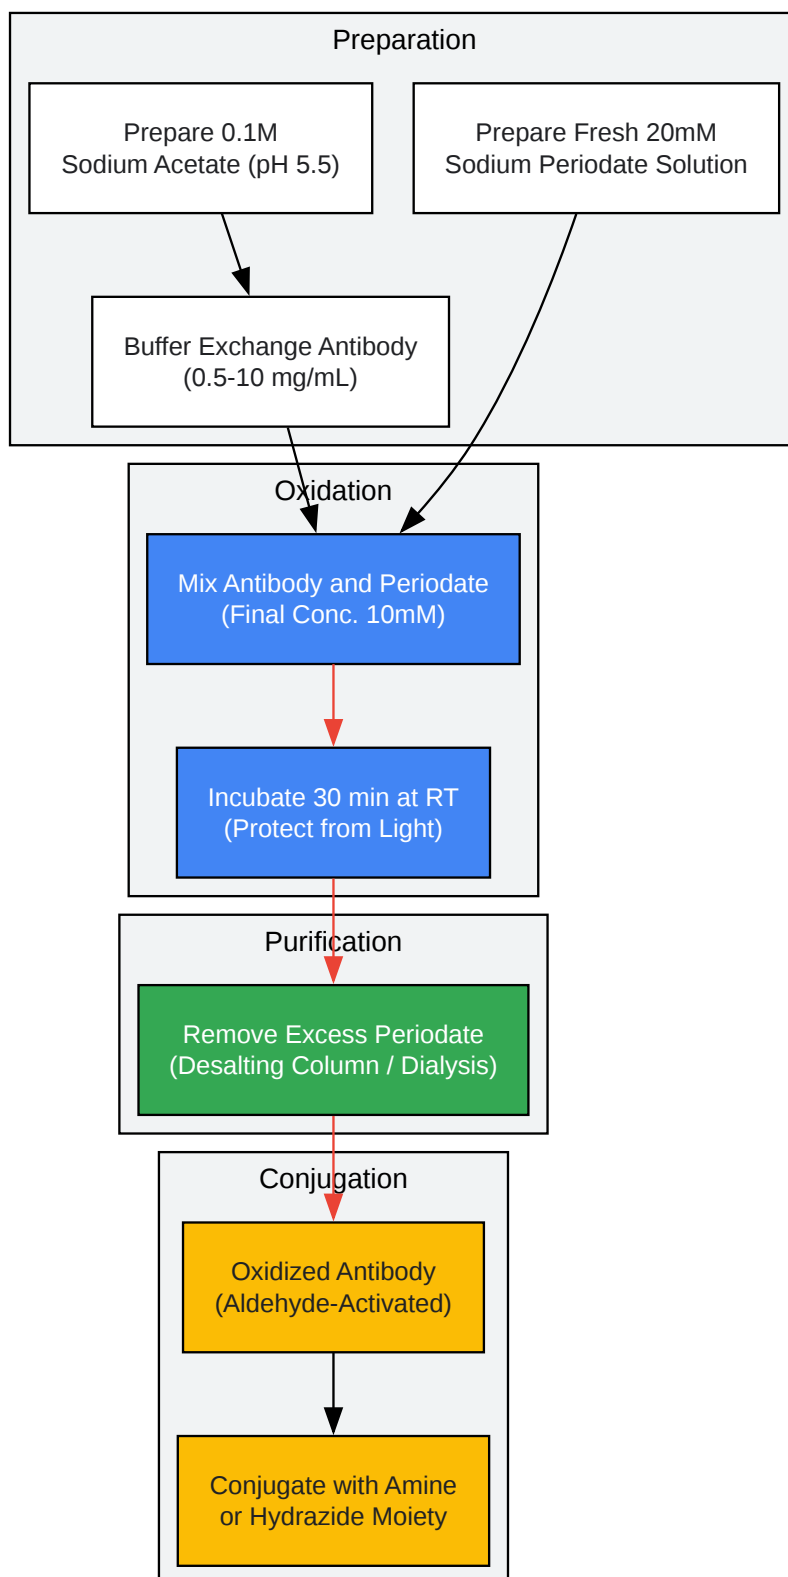 Preparation
Prepare 0.1M
Sodium Acetate (pH 5.5)
Prepare Fresh 20mM
Sodium Periodate Solution
Buffer Exchange Antibody
(0.5-10 mg/mL)
Oxidation
Mix Antibody and Periodate
(Final Conc. 10mM)
Incubate 30 min at RT
(Protect from Light)
Purification
Remove Excess Periodate
(Desalting Column / Dialysis)
Conjugation
Oxidized Antibody
(Aldehyde-Activated)
Conjugate with Amine
or Hydrazide Moiety